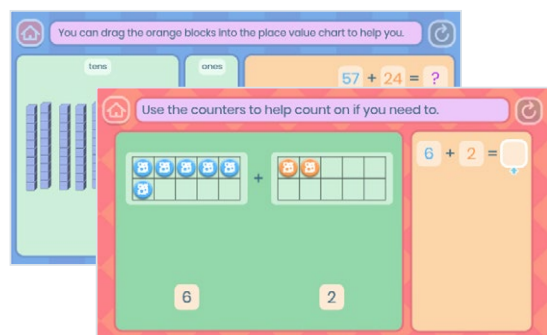 You can drag the orange blocks into the place value chart to help you.
tens
ones
57 + 24 = ?
Use the counters to help count on if you need to.
+
6 + 2 =
6
2